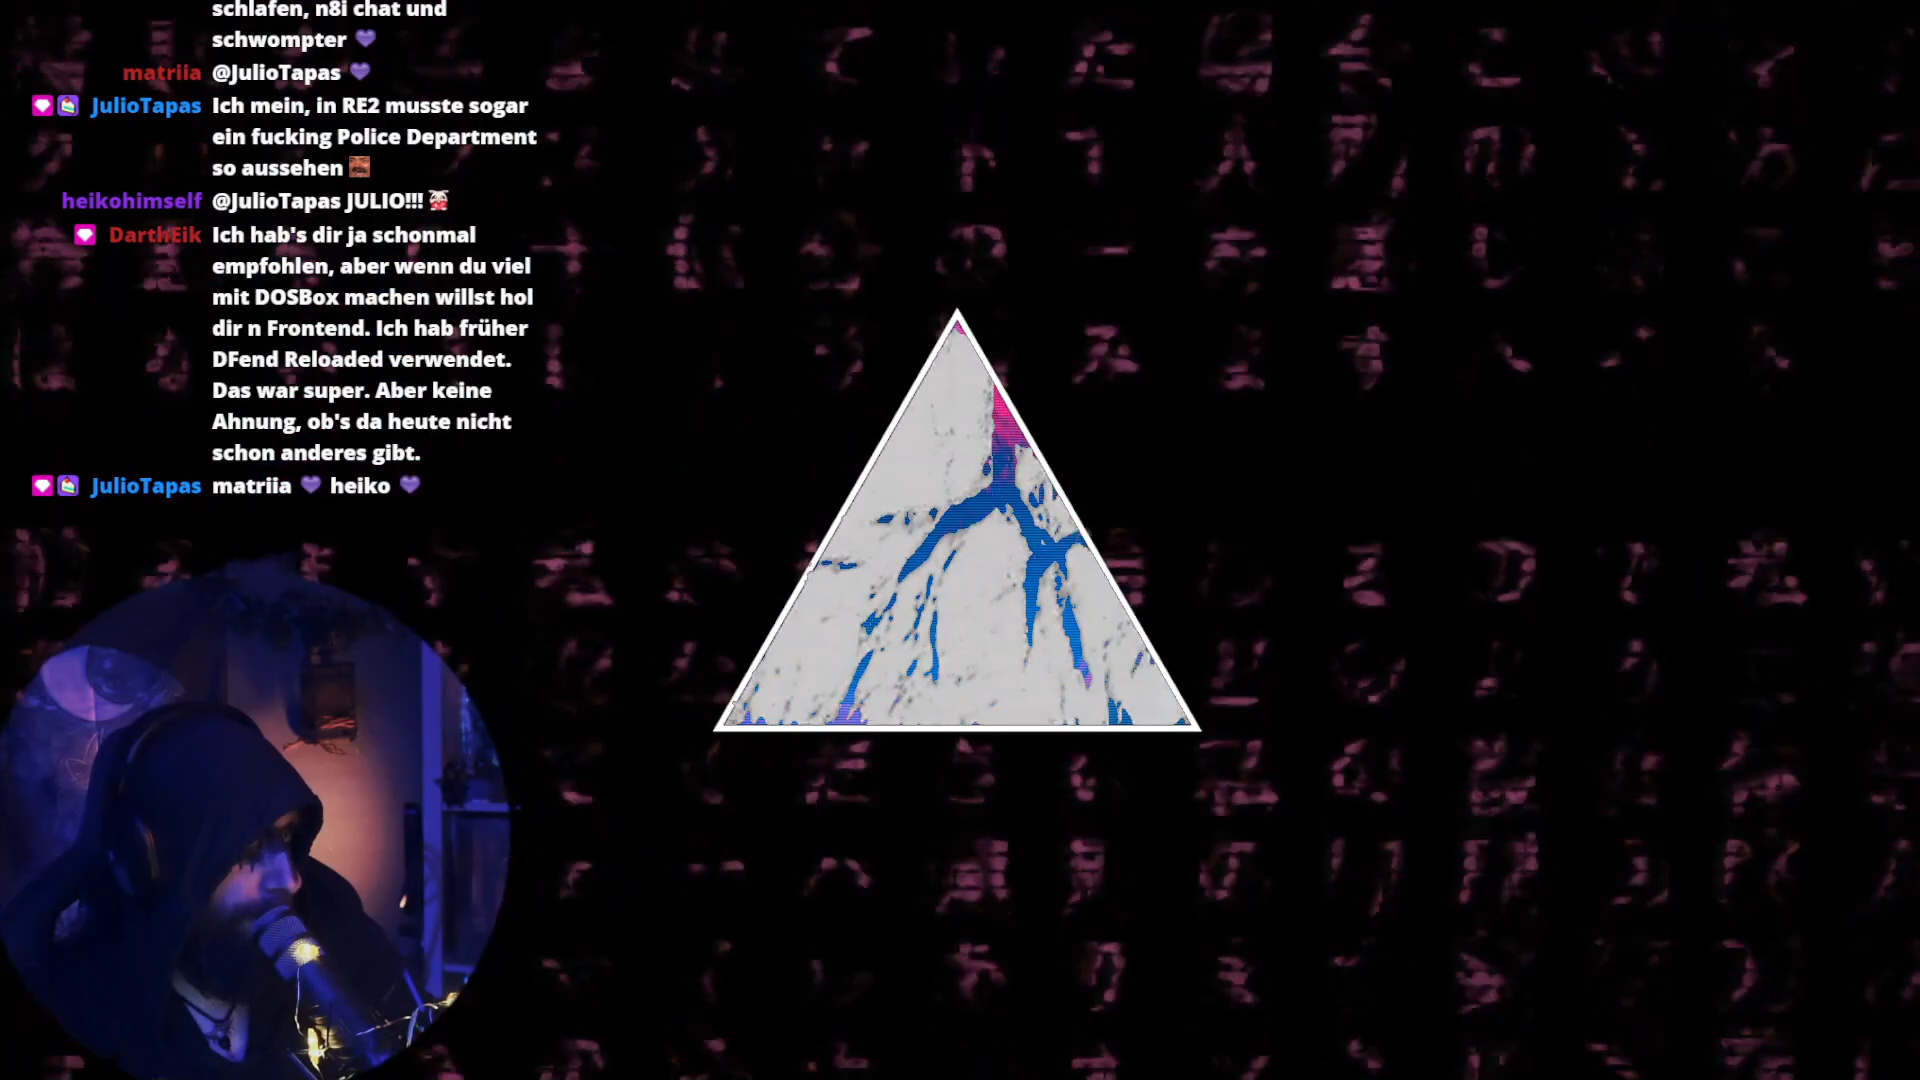 schlafen, n8i chat und
schwompter 💜
matriia @JulioTapas 💜
JulioTapas Ich mein, in RE2 musste sogar
ein fucking Police Department
so aussehen
heikohimself @JulioTapas JULIO!!!
DarthEik Ich hab's dir ja schonmal
empfohlen, aber wenn du viel
mit DOSBox machen willst hol
dir n Frontend. Ich hab früher
DFend Reloaded verwendet.
Das war super. Aber keine
Ahnung, ob's da heute nicht
schon anderes gibt.
JulioTapas matriia 💜 heiko 💜